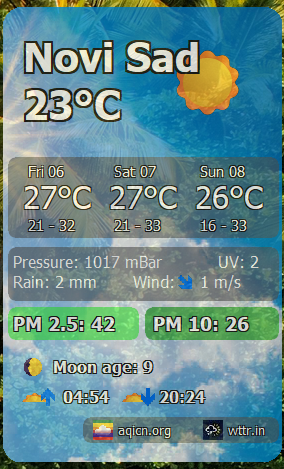 Novi Sad
23°C
Fri 06 Sat 07 Sun 08
27°C 27°C 26°C
21 - 32 21 - 33 16 - 33
Pressure: 1017 mBar UV: 2
Rain: 2 mm Wind: 1 m/s
PM 2.5: 42 PM 10: 26
Moon age: 9
04:54 20:24
aqicn.org wttr.in